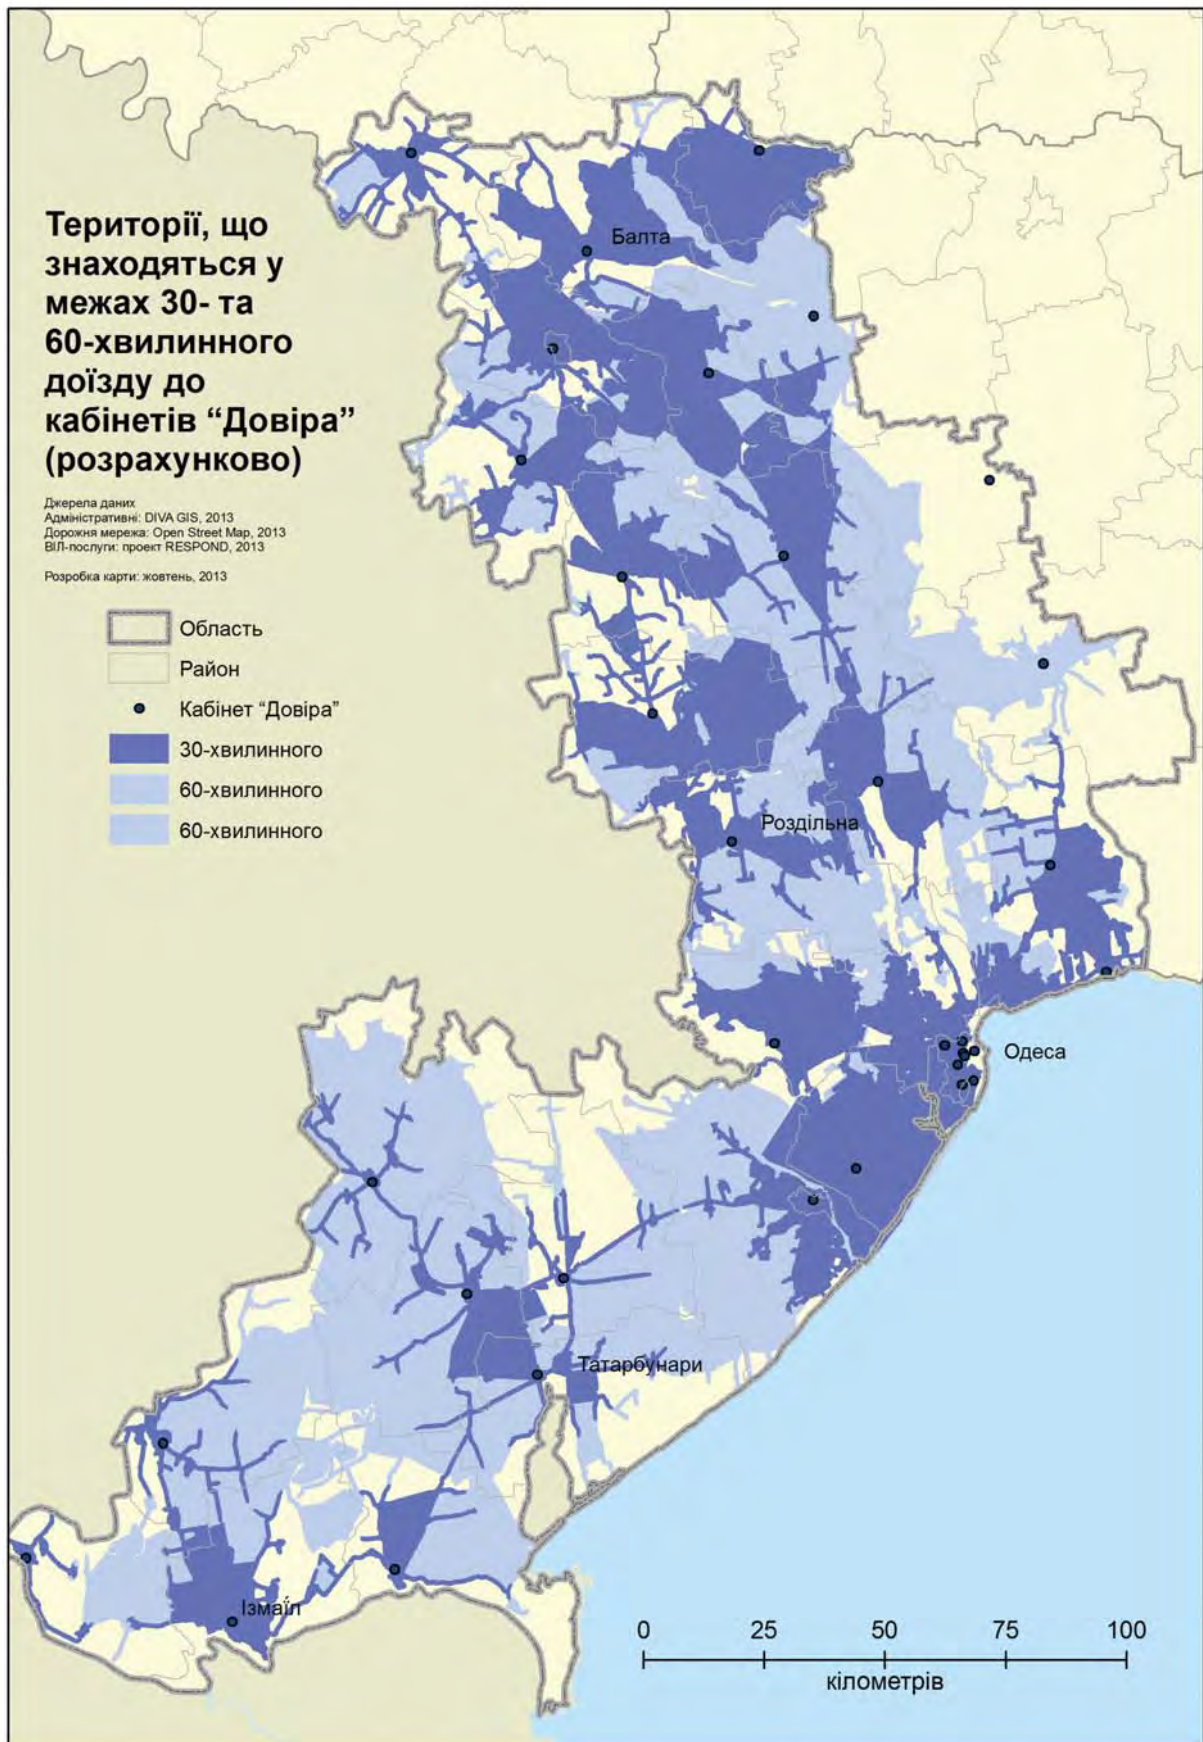 Території, що
знаходяться у
межах 30- та
60-хвилинного
доїзду до
кабінетів “Довіра”
(розрахунково)
Джерела даних
Адміністративні: DIVA GIS, 2013
Дорожня мережа: Open Street Map, 2013
ВІЛ-послуги: проект RESPOND, 2013
Розробка карти: жовтень, 2013
Область
Район
Кабінет “Довіра”
30-хвилинного
60-хвилинного
60-хвилинного
Балта
Роздільна
Одеса
Татарбунари
Ізмаїл
0 25 50 75 100
кілометрів